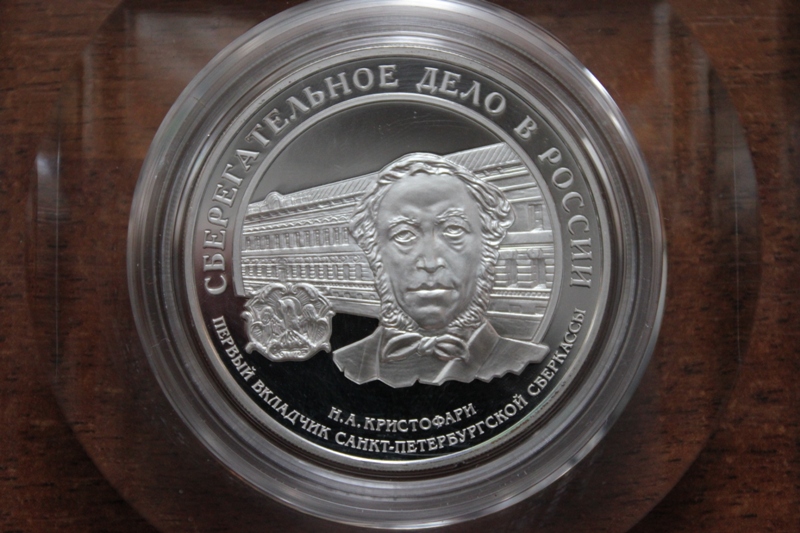 СБЕРЕГАТЕЛЬНОЕ ДЕЛО В РОССИИ
Н.А. КРИСТОФАРИ
ПЕРВЫЙ ВКЛАДЧИК САНКТ-ПЕТЕРБУРГСКОЙ СБЕРКАССЫ